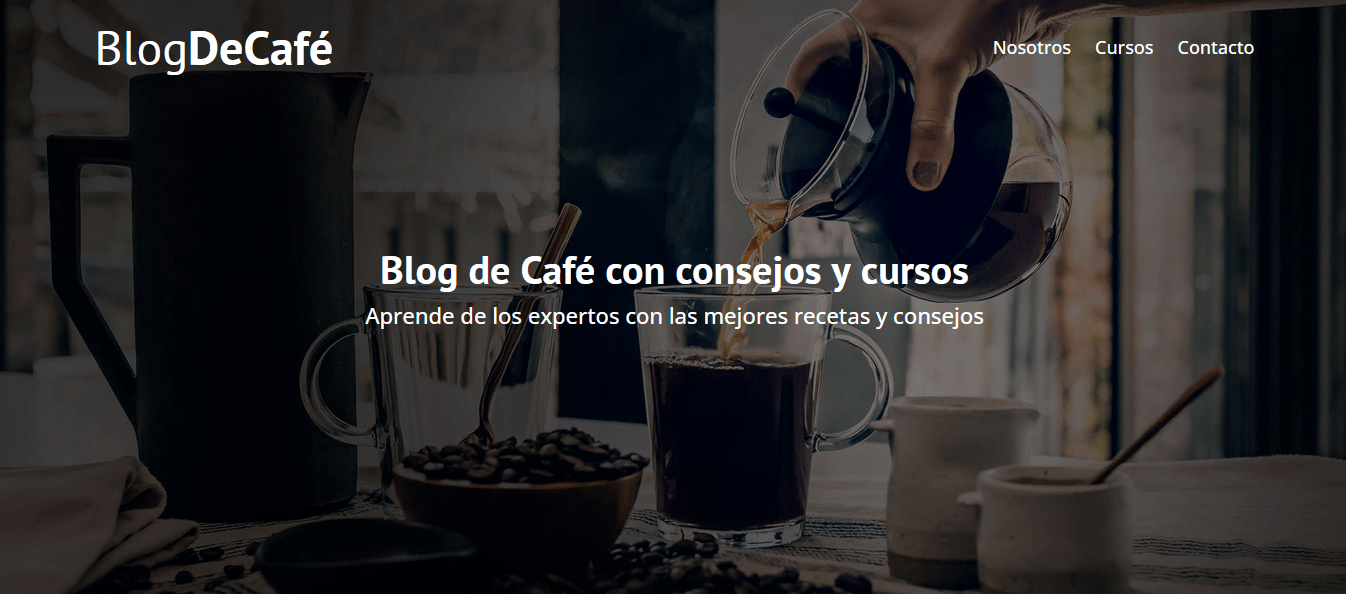 BlogDeCafé
Nosotros Cursos Contacto
Blog de Café con consejos y cursos
Aprende de los expertos con las mejores recetas y consejos